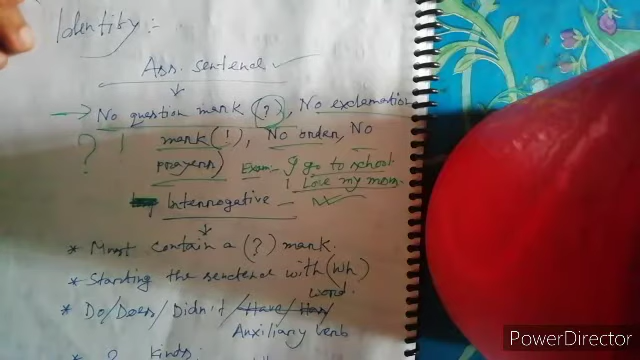 Identity :-
Ass. sentence ✓
↓
→ No question mark (?), No exclamation
? ! mark (!), No order, No
prayers) Exam:- I go to school.
I Love my mom.
Interrogative -
↓
* Must contain a (?) mark.
* Starting the sentence with (Wh)
word.
* Do/Does/Didn't /Have/Has/
Auxiliary verb
* 2 kinds:
PowerDirector